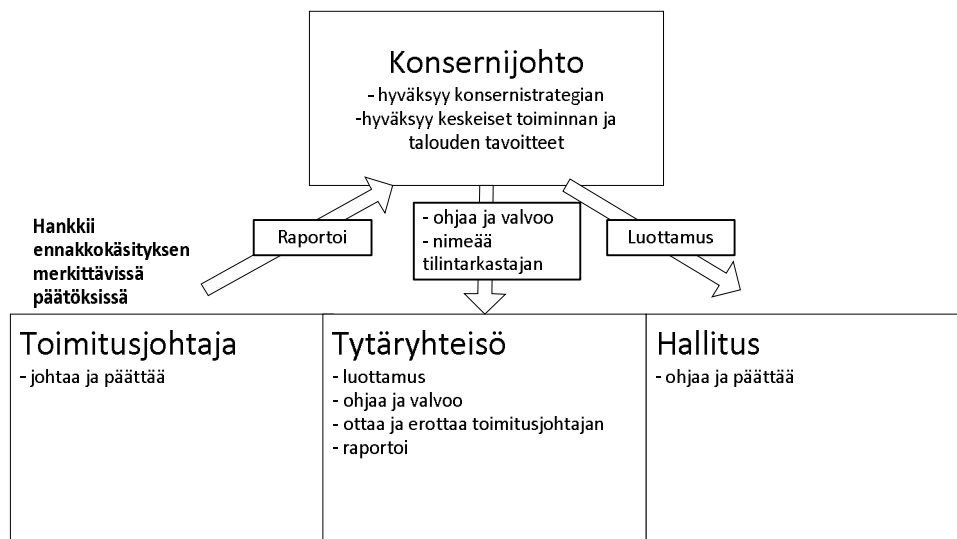 Konsernijohto
- hyväksyy konsernistrategian
-hyväksyy keskeiset toiminnan ja
talouden tavoitteet
Hankkii
ennakkokäsityksen
merkittävissä
päätöksissä
Raportoi
- ohjaa ja valvoo
- nimeää
tilintarkastajan
Luottamus
Toimitusjohtaja
- johtaa ja päättää
Tytäryhteisö
- luottamus
- ohjaa ja valvoo
- ottaa ja erottaa toimitusjohtajan
- raportoi
Hallitus
- ohjaa ja päättää